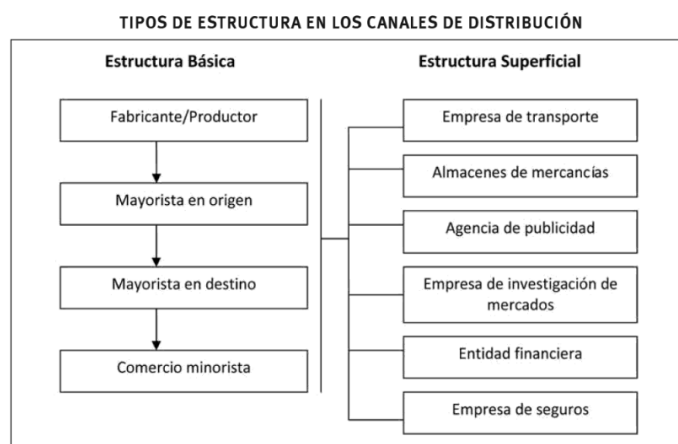 TIPOS DE ESTRUCTURA EN LOS CANALES DE DISTRIBUCIÓN
Estructura Básica
Fabricante/Productor
Mayorista en origen
Mayorista en destino
Comercio minorista
Estructura Superficial
Empresa de transporte
Almacenes de mercancías
Agencia de publicidad
Empresa de investigación de
mercados
Entidad financiera
Empresa de seguros